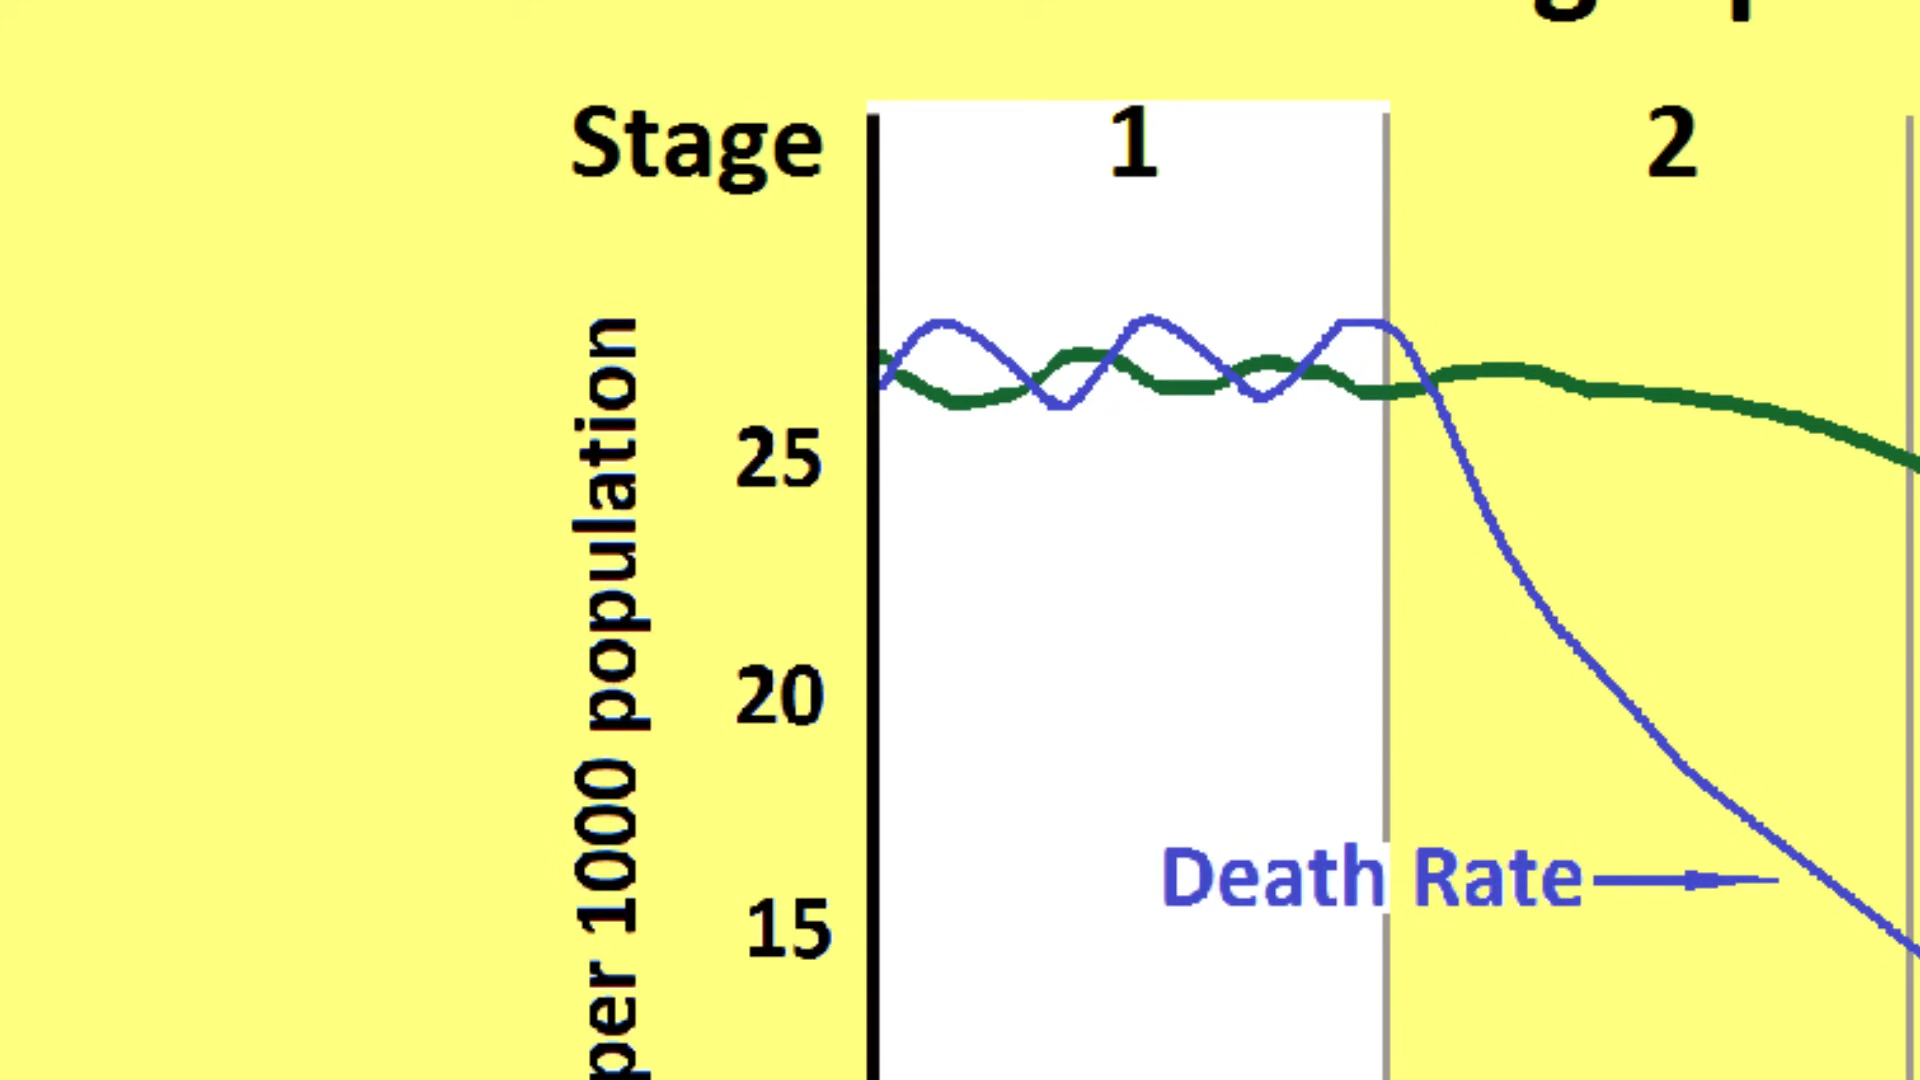 Stage 1 2
per 1000 population
25
20
15
Death Rate